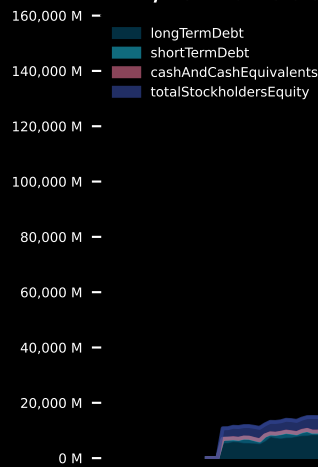 160,000 M
longTermDebt
shortTermDebt
140,000 M
cashAndCashEquivalents
totalStockholdersEquity
120,000 M
100,000 M
80,000 M
60,000 M
40,000 M
20,000 M
0 M